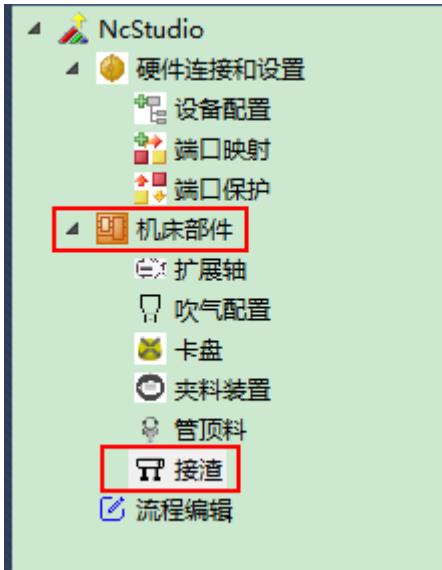 NcStudio
硬件连接和设置
设备配置
端口映射
端口保护
机床部件
扩展轴
吹气配置
卡盘
夹料装置
管顶料
接渣
流程编辑